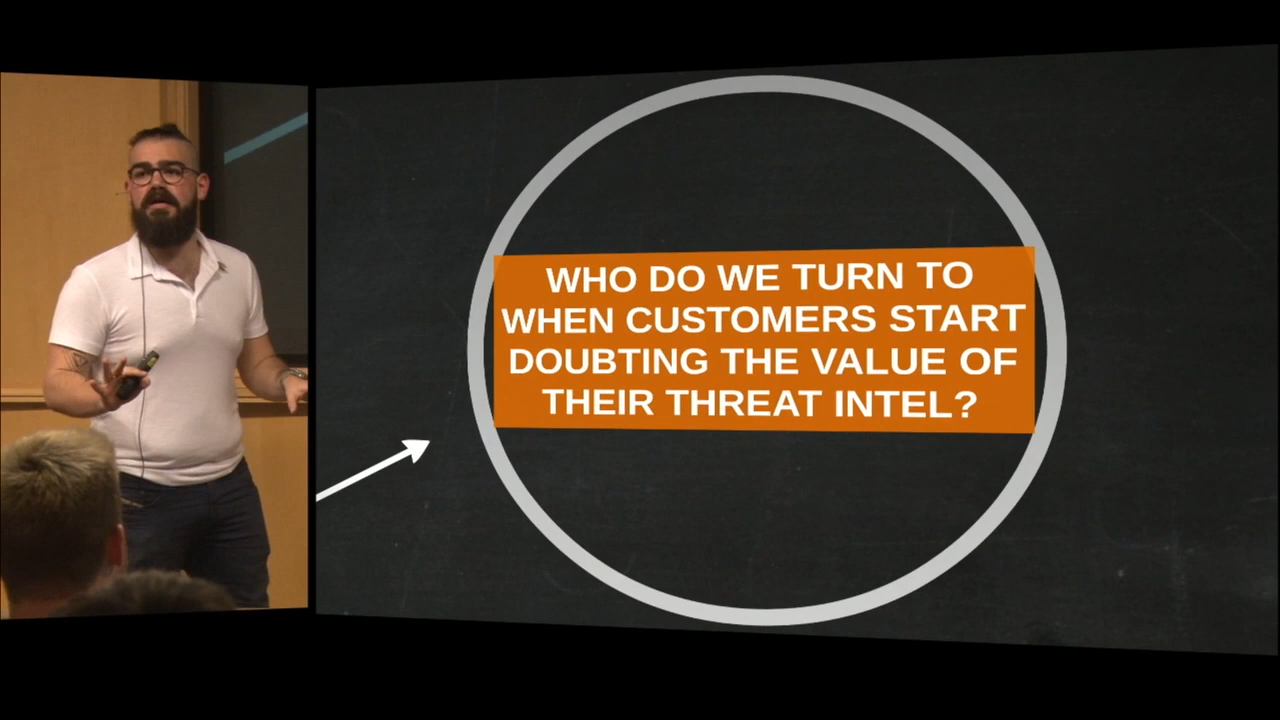 WHO DO WE TURN TO
WHEN CUSTOMERS START
DOUBTING THE VALUE OF
THEIR THREAT INTEL?